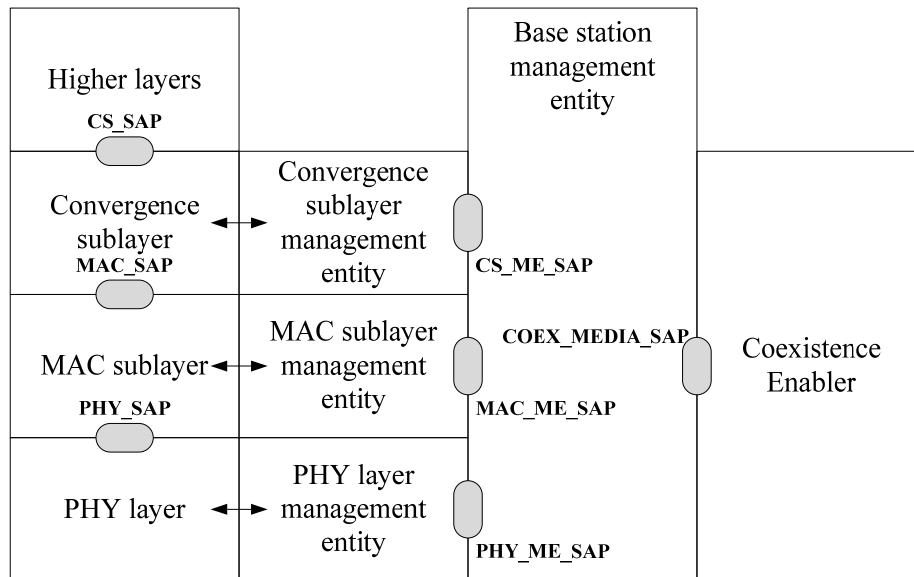 Higher layers
CS_SAP
Convergence
sublayer
MAC_SAP
MAC sublayer
PHY_SAP
PHY layer
Convergence
sublayer
management
entity
MAC sublayer
management
entity
PHY layer
management
entity
Base station
management
entity
CS_ME_SAP
COEX_MEDIA_SAP
MAC_ME_SAP
PHY_ME_SAP
Coexistence
Enabler